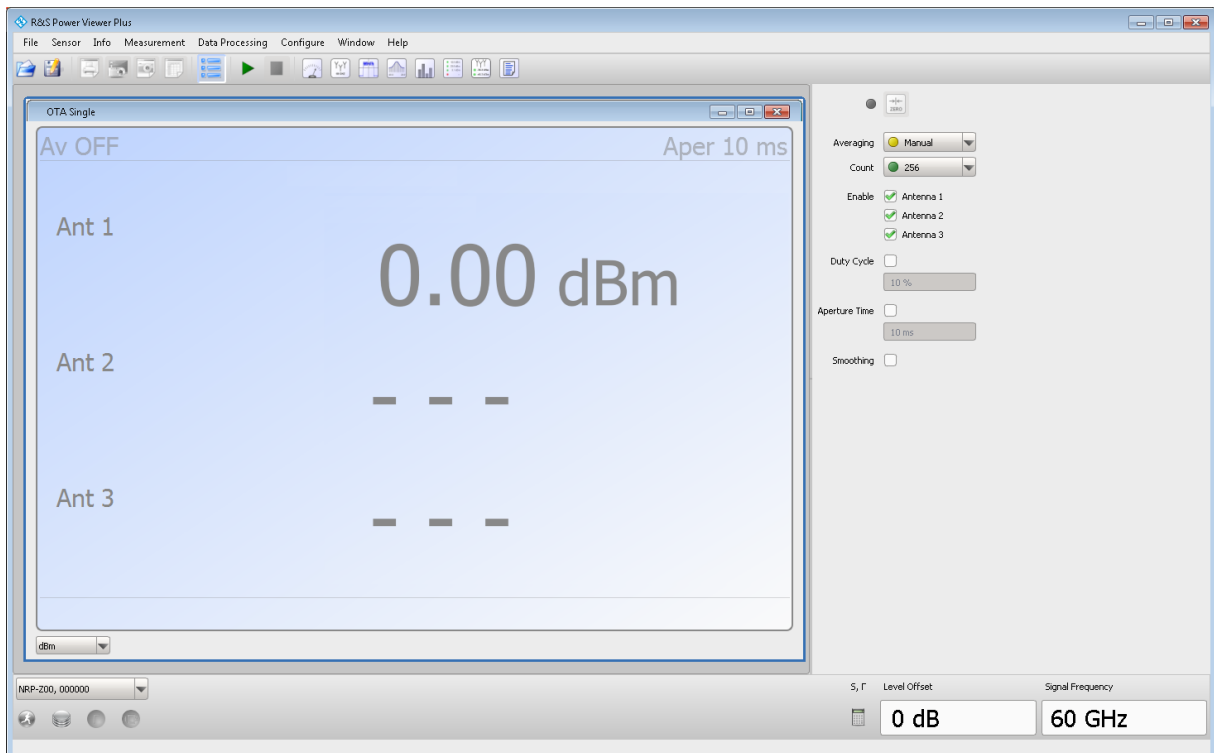 R&S Power Viewer Plus
File Sensor Info Measurement Data Processing Configure Window Help
OTA Single
Av OFF Aper 10 ms
Ant 1
0.00 dBm
Ant 2
- - -
Ant 3
- - -
dBm
ZERO
Averaging Manual
Count 256
Enable Antenna 1
Antenna 2
Antenna 3
Duty Cycle
10 %
Aperture Time
10 ms
Smoothing
NRP-Z00, 000000
S, Γ Level Offset Signal Frequency
0 dB 60 GHz